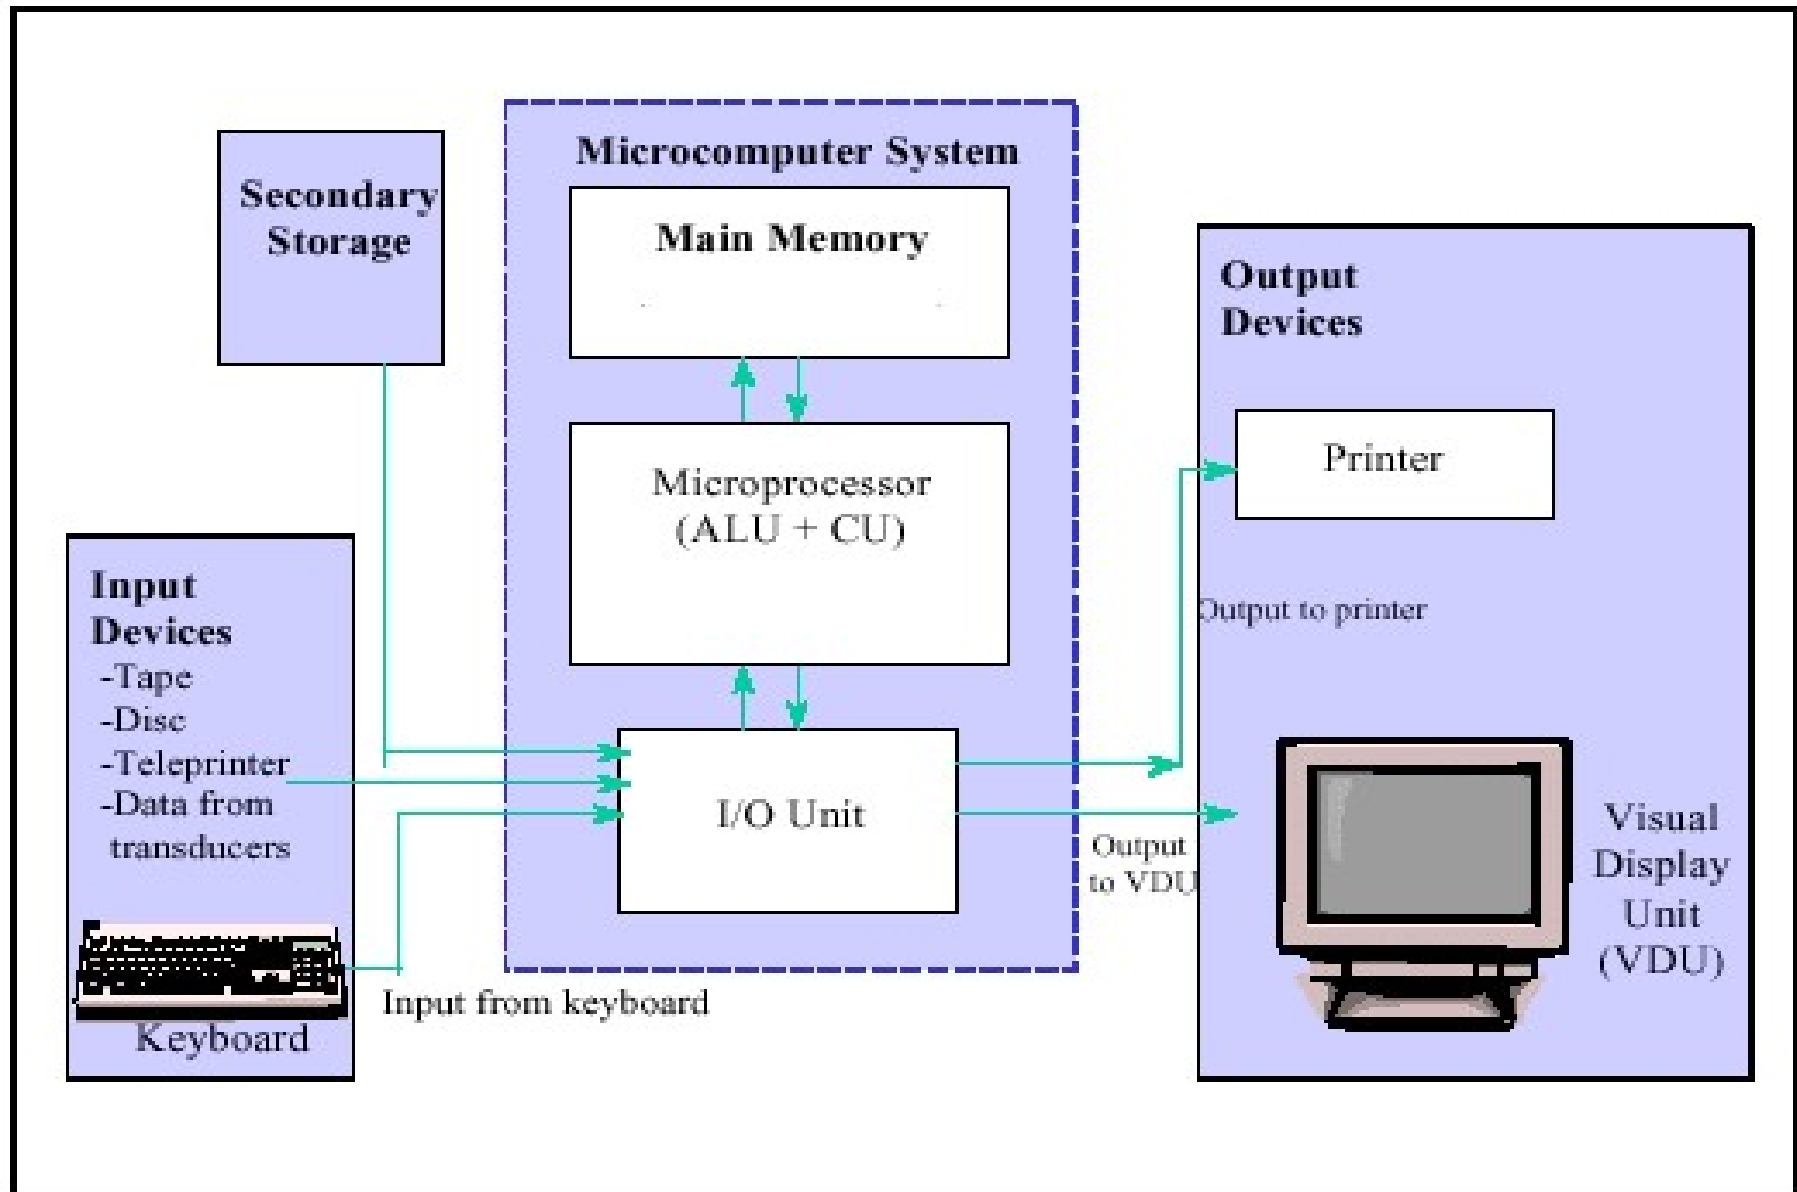 Microcomputer System
Secondary
Storage
Main Memory
Output
Devices
Printer
Microprocessor
(ALU + CU)
Input
Devices
-Tape
-Disc
-Teleprinter
-Data from
transducers
Output to printer
I/O Unit
Output
to VDU
Visual
Display
Unit
(VDU)
Input from keyboard
Keyboard